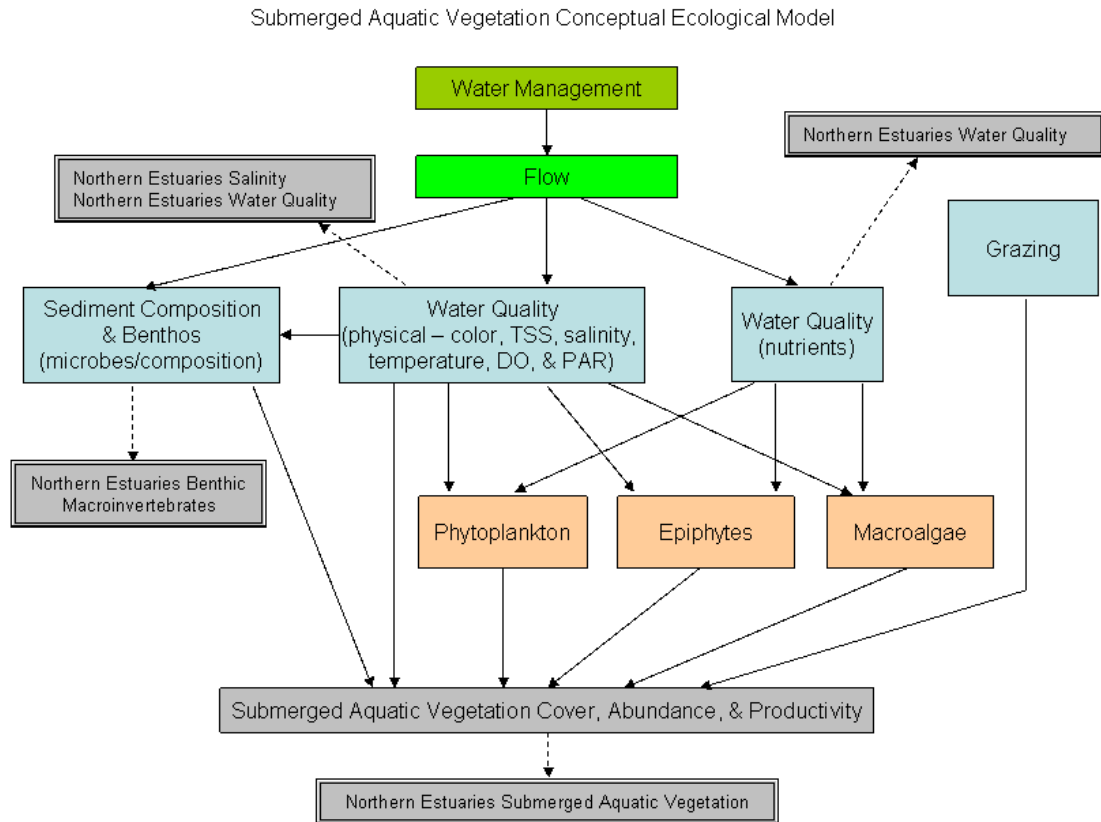 Submerged Aquatic Vegetation Conceptual Ecological Model
Water Management
Northern Estuaries Water Quality
Flow
Northern Estuaries Salinity
Northern Estuaries Water Quality
Grazing
Sediment Composition
& Benthos
(microbes/composition)
Water Quality
(physical – color, TSS, salinity,
temperature, DO, & PAR)
Water Quality
(nutrients)
Northern Estuaries Benthic
Macroinvertebrates
Phytoplankton
Epiphytes
Macroalgae
Submerged Aquatic Vegetation Cover, Abundance, & Productivity
Northern Estuaries Submerged Aquatic Vegetation